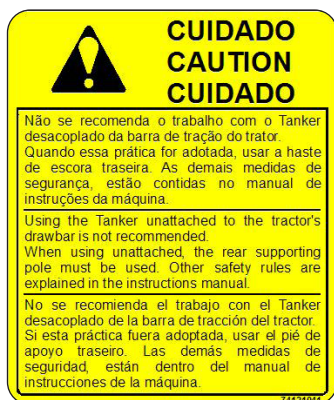 CUIDADO
CAUTION
CUIDADO
Não se recomenda o trabalho com o Tanker
desacoplado da barra de tração do trator.
Quando essa prática for adotada, usar a haste
de escora traseira. As demais medidas de
segurança, estão contidas no manual de
instruções da máquina.
Using the Tanker unattached to the tractor's
drawbar is not recommended.
When using unattached, the rear supporting
pole must be used. Other safety rules are
explained in the instructions manual.
No se recomienda el trabajo con el Tanker
desacoplado de la barra de tracción del tractor.
Si esta práctica fuera adoptada, usar el pié de
apoyo traseiro. Las demás medidas de
seguridad, están dentro del manual de
instrucciones de la máquina.